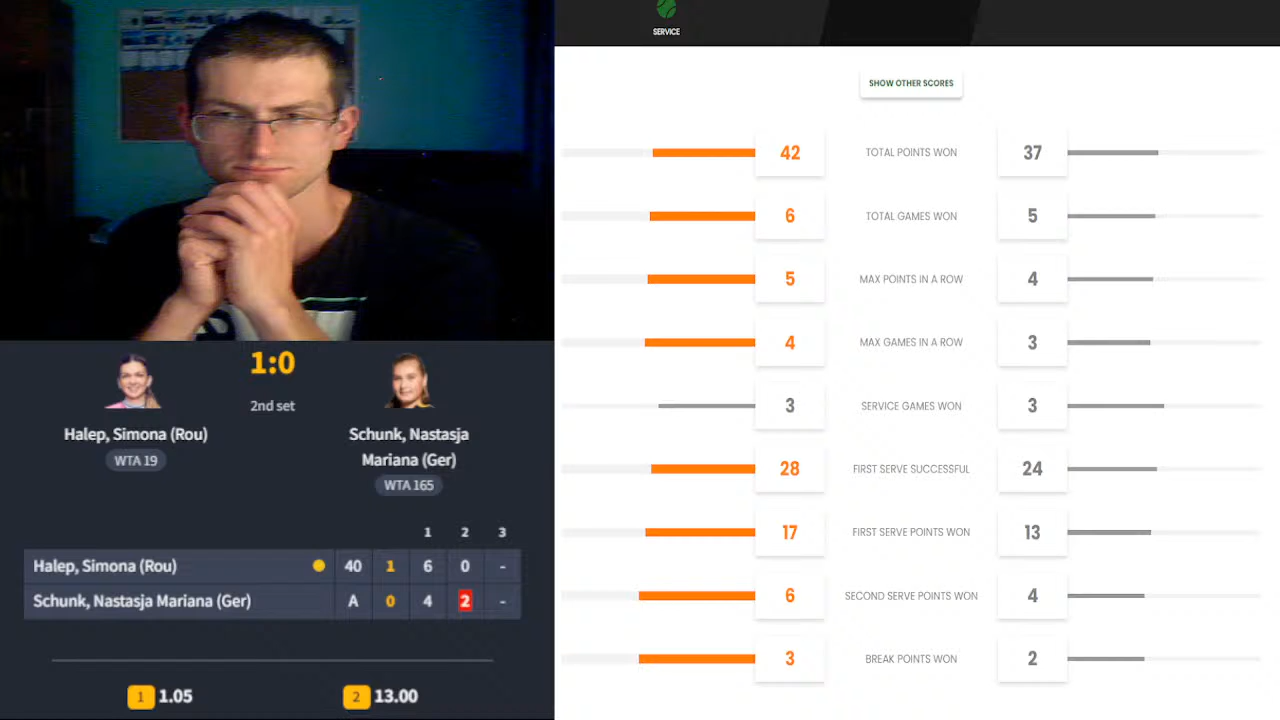 SERVICE
SHOW OTHER SCORES
42 TOTAL POINTS WON 37
6 TOTAL GAMES WON 5
5 MAX POINTS IN A ROW 4
4 MAX GAMES IN A ROW 3
3 SERVICE GAMES WON 3
28 FIRST SERVE SUCCESSFUL 24
17 FIRST SERVE POINTS WON 13
6 SECOND SERVE POINTS WON 4
3 BREAK POINTS WON 2
1:0
2nd set
Halep, Simona (Rou)
WTA 19
Schunk, Nastasja
Mariana (Ger)
WTA 165
1 2 3
Halep, Simona (Rou) 40 1 6 0 -
Schunk, Nastasja Mariana (Ger) A 0 4 2 -
1 1.05 2 13.00